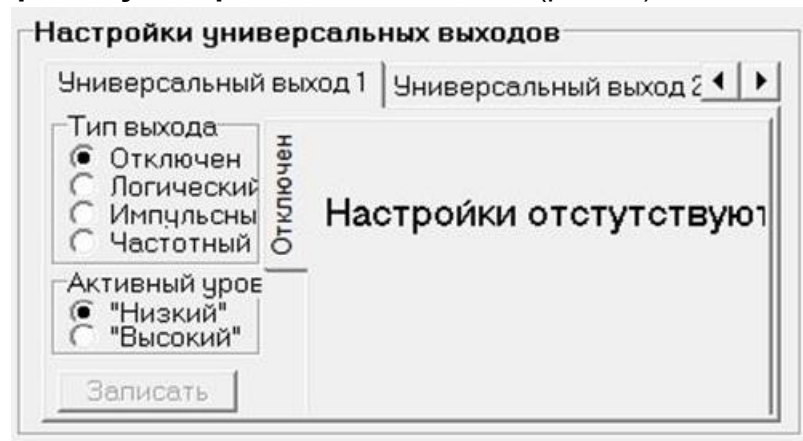 Настройки универсальных выходов
Универсальный выход 1
Универсальный выход 2
Тип выхода
Отключен
Логический
Импульсны
Частотный
Отключен
Настройки отстутствуют
Активный уров
"Низкий"
"Высокий"
Записать